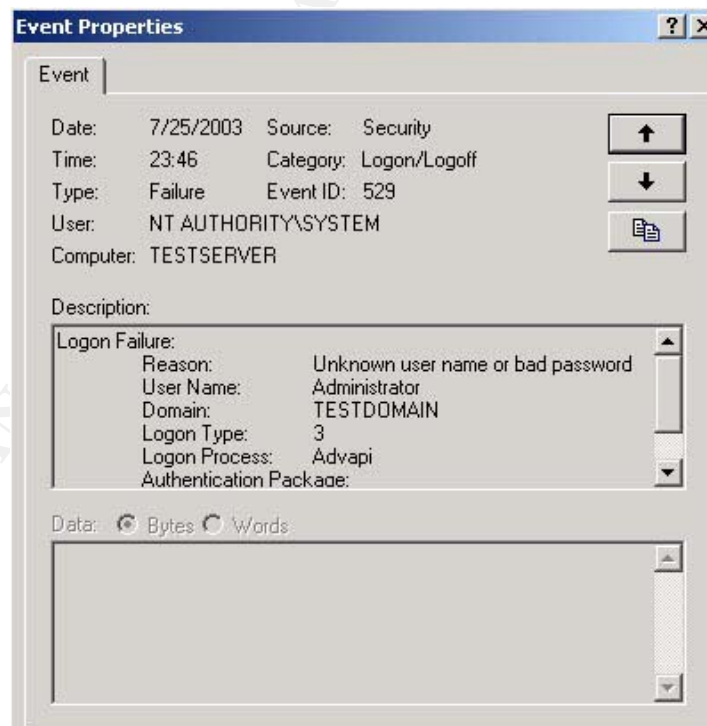 Event Properties
Event
Date: 7/25/2003 Source: Security
Time: 23:46 Category: Logon/Logoff
Type: Failure Event ID: 529
User: NT AUTHORITY\SYSTEM
Computer: TESTSERVER
Description:
Logon Failure:
Reason: Unknown user name or bad password
User Name: Administrator
Domain: TESTDOMAIN
Logon Type: 3
Logon Process: Advapi
Authentication Package:
Data: Bytes Words